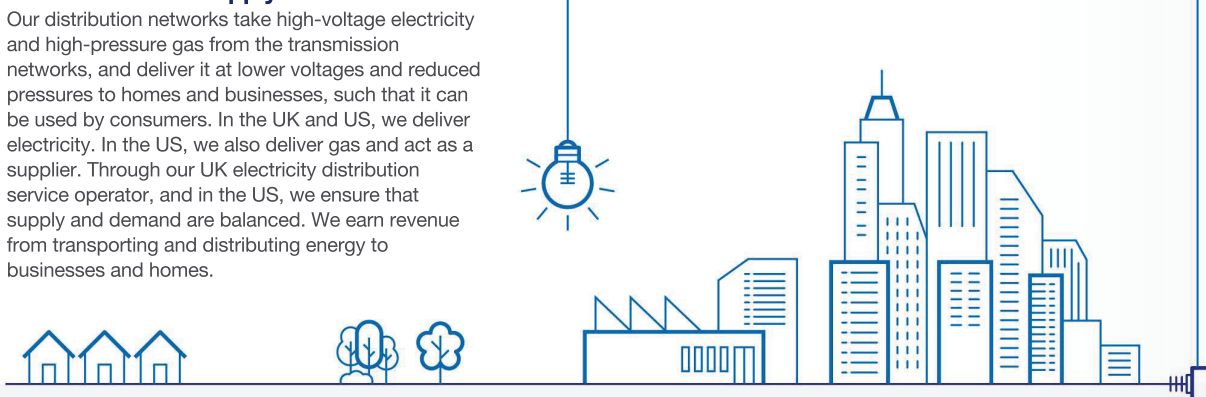 Our distribution networks take high-voltage electricity
and high-pressure gas from the transmission
networks, and deliver it at lower voltages and reduced
pressures to homes and businesses, such that it can
be used by consumers. In the UK and US, we deliver
electricity. In the US, we also deliver gas and act as a
supplier. Through our UK electricity distribution
service operator, and in the US, we ensure that
supply and demand are balanced. We earn revenue
from transporting and distributing energy to
businesses and homes.